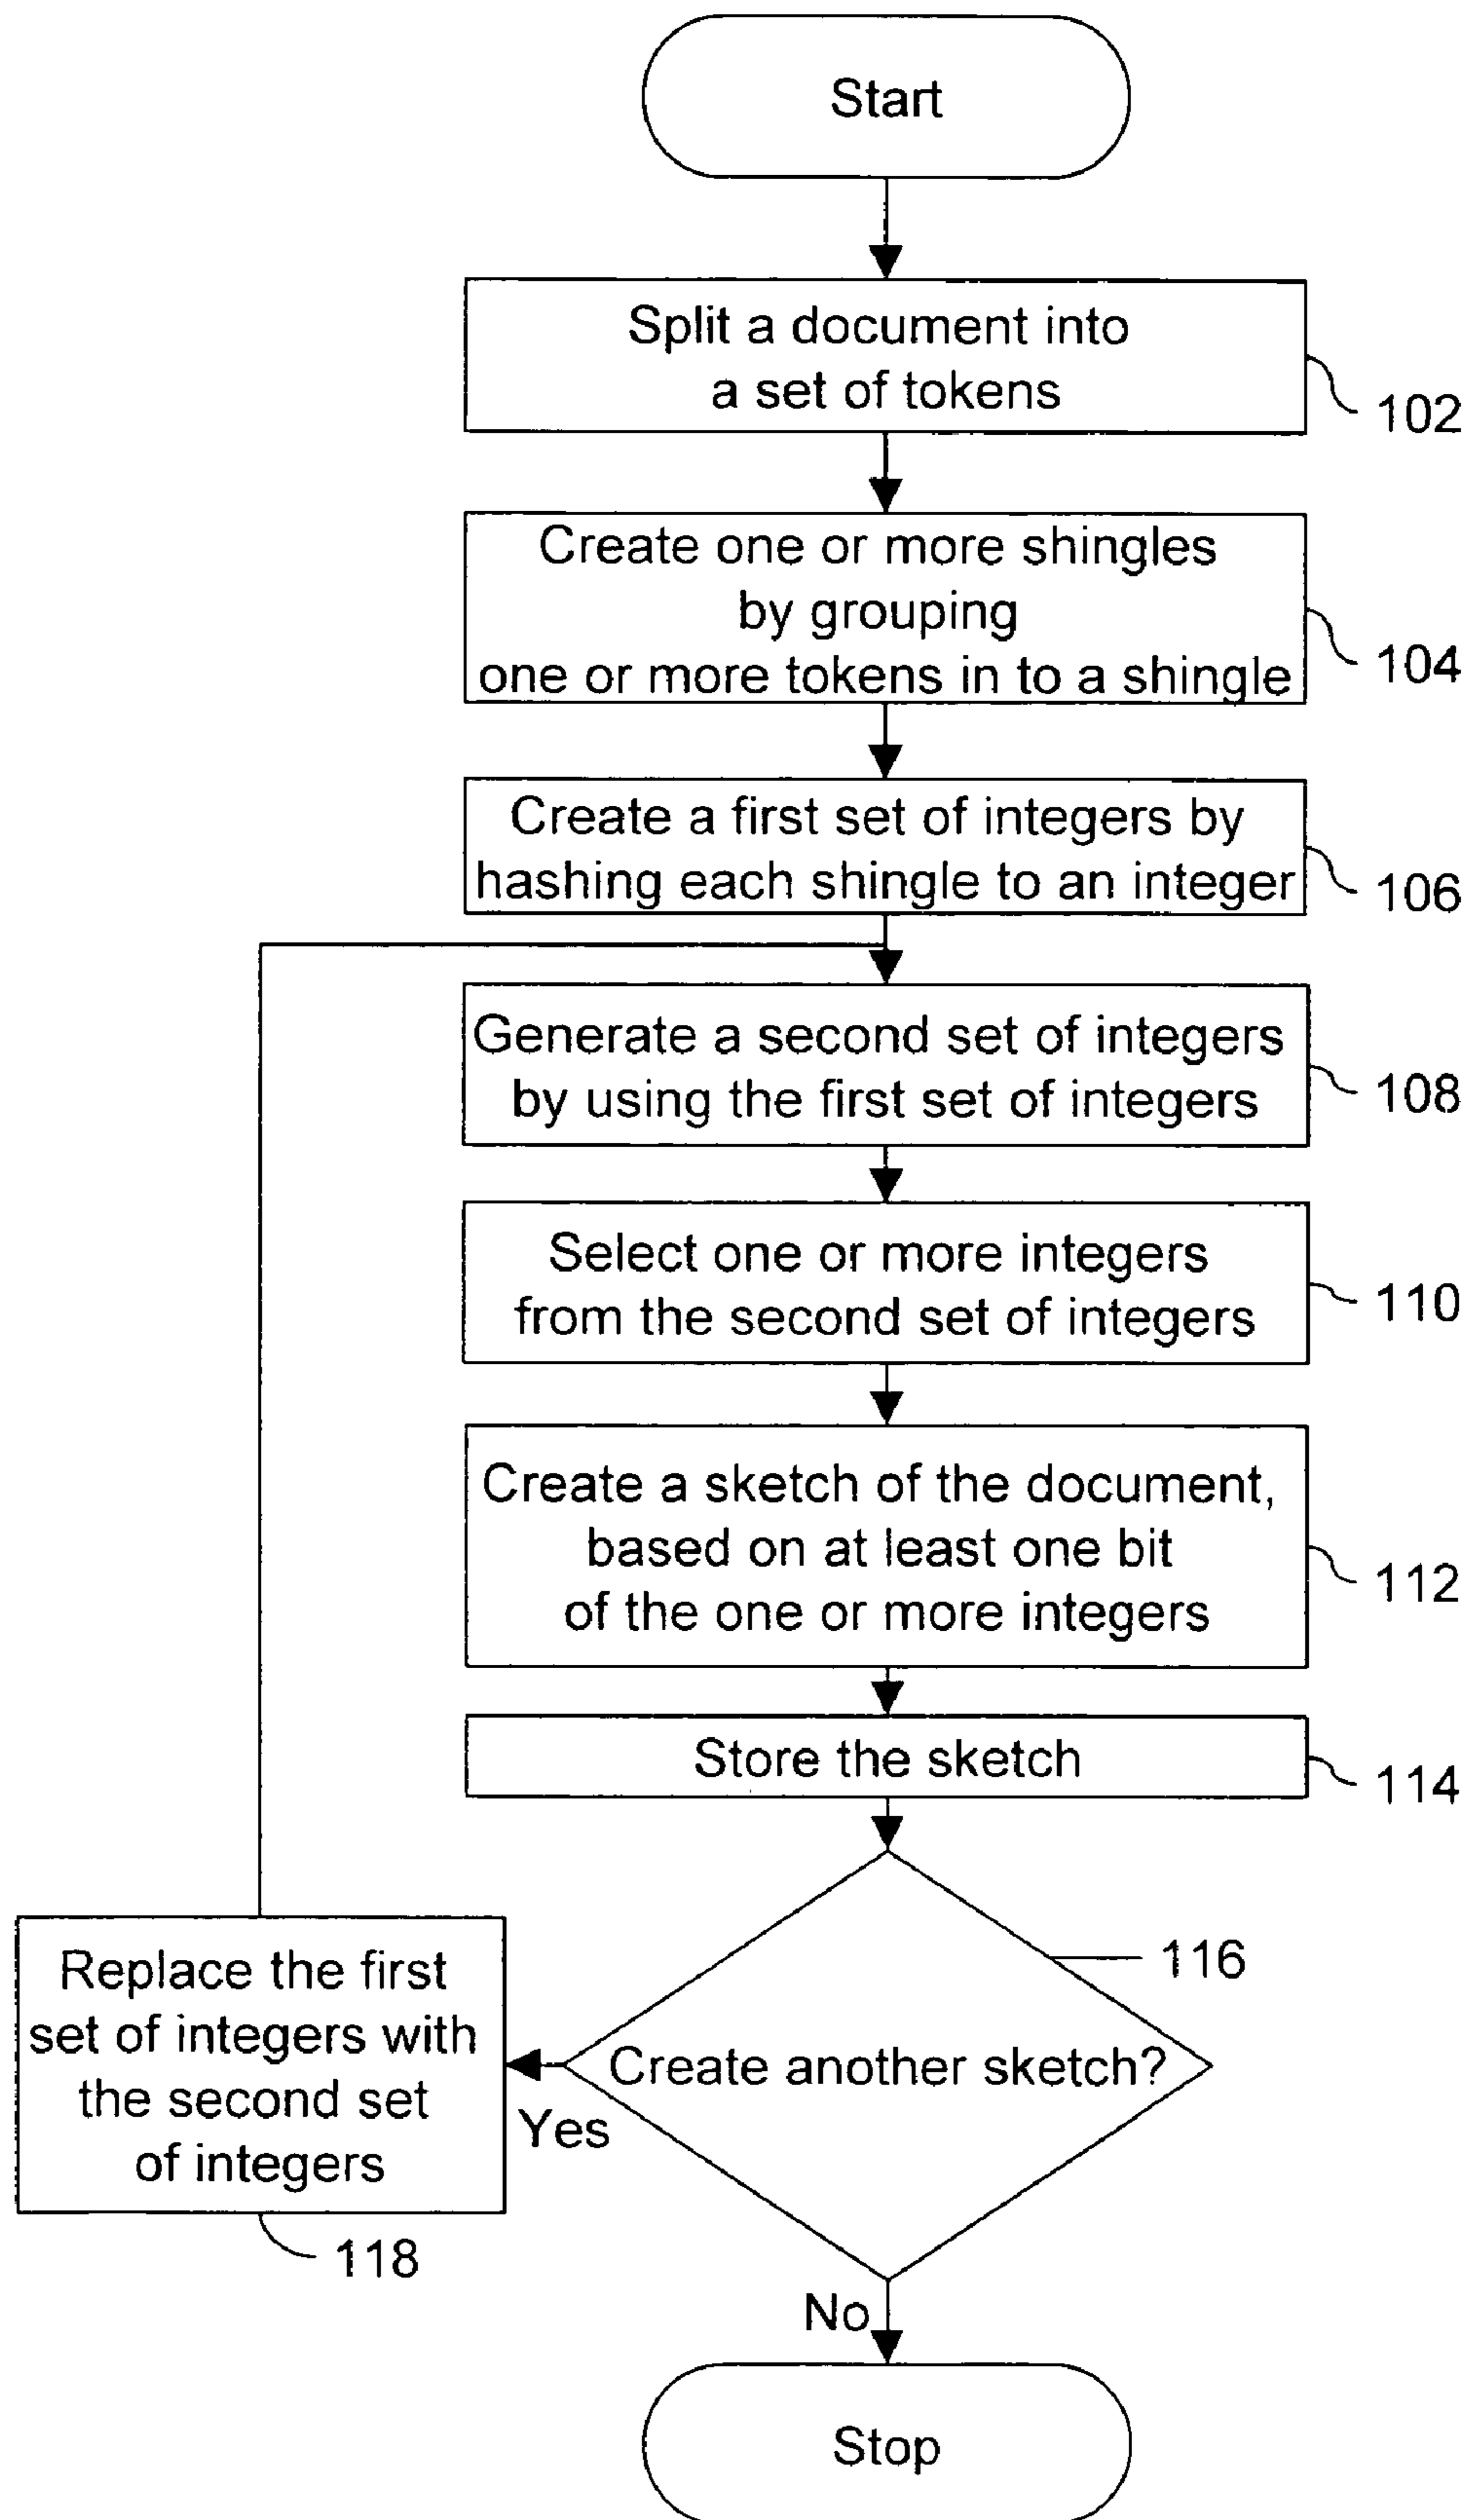 Start
Split a document into
a set of tokens
102
Create one or more shingles
by grouping
one or more tokens in to a shingle
104
Create a first set of integers by
hashing each shingle to an integer
106
Generate a second set of integers
by using the first set of integers
108
Select one or more integers
from the second set of integers
110
Create a sketch of the document,
based on at least one bit
of the one or more integers
112
Store the sketch
114
116
Create another sketch?
Yes
Replace the first
set of integers with
the second set
of integers
118
No
Stop